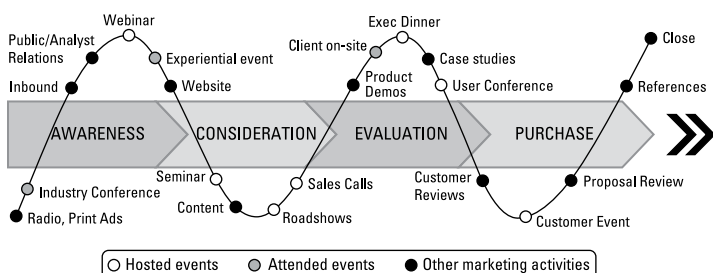 Webinar
Exec Dinner
Public/Analyst
Relations
Experiential event
Client on-site
Case studies
Close
Inbound
Website
Product
Demos
User Conference
References
AWARENESS
CONSIDERATION
EVALUATION
PURCHASE
Industry Conference
Radio, Print Ads
Seminar
Content
Sales Calls
Roadshows
Customer
Reviews
Proposal Review
Customer Event
Hosted events
Attended events
Other marketing activities